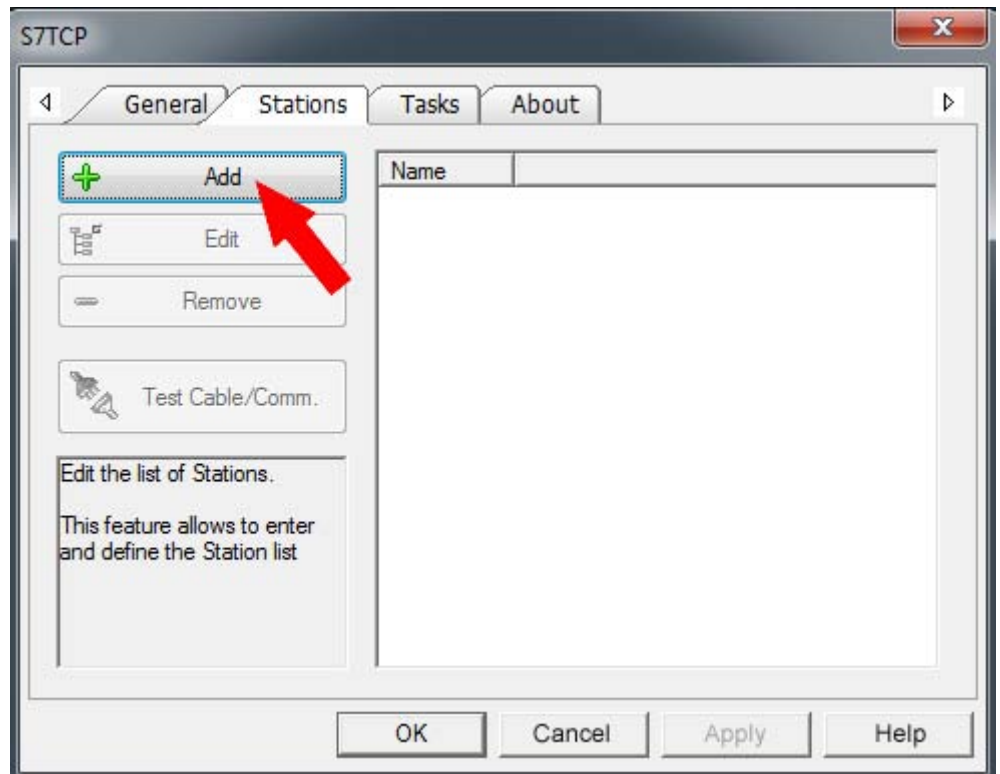 S7TCP
General Stations Tasks About
Add
Name
Edit
Remove
Test Cable/Comm.
Edit the list of Stations.
This feature allows to enter
and define the Station list
OK Cancel Apply Help